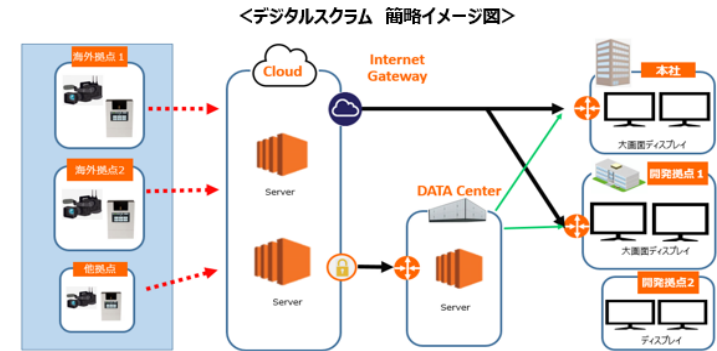 <デジタルスクラム 簡略イメージ図>
海外拠点1
海外拠点2
他拠点
Cloud
Server
Server
Internet
Gateway
DATA Center
Server
本社
大画面ディスプレイ
開発拠点1
大画面ディスプレイ
開発拠点2
ディスプレイ